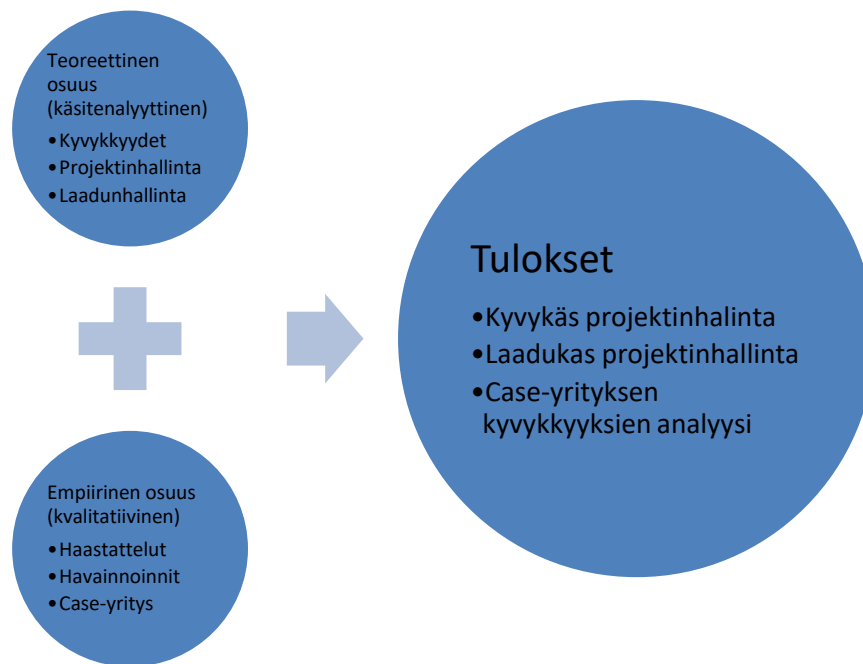 Teoreettinen
osuus
(käsitenalyyttinen)
•Kyvykkyydet
•Projektinhallinta
•Laadunhallinta
Empiirinen osuus
(kvalitatiivinen)
•Haastattelut
•Havainnoinnit
•Case-yritys
Tulokset
•Kyvykäs projektinhalinta
•Laadukas projektinhallinta
•Case-yrityksen
kyvykkyyksien analyysi